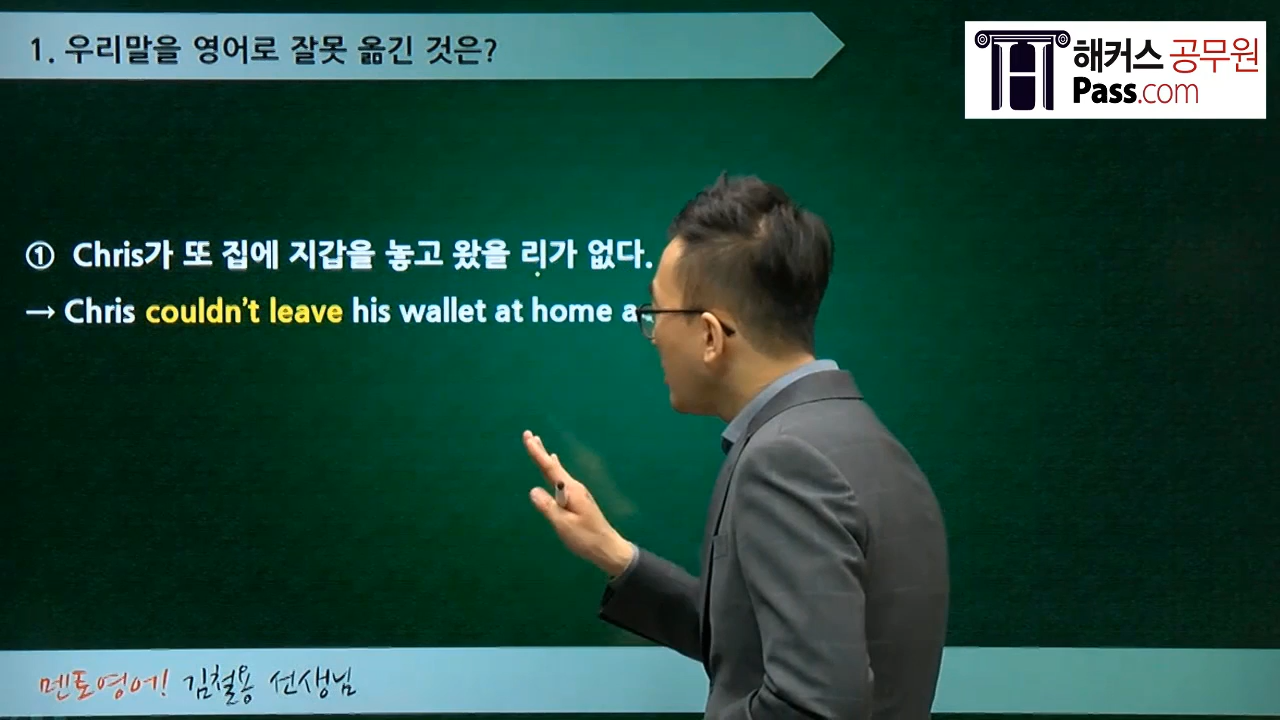 1. 우리말을 영어로 잘못 옮긴 것은?
해커스 공무원
Pass.com
① Chris가 또 집에 지갑을 놓고 왔을 리가 없다.
→ Chris couldn't leave his wallet at home a
멘토영어! 김철용 선생님